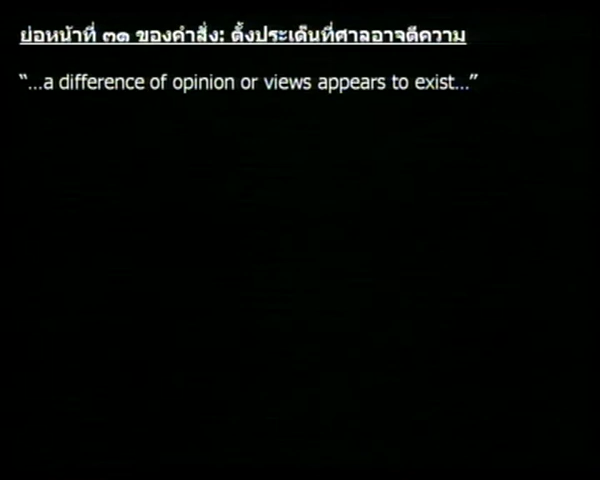 ย่อหน้าที่ ๓๑ ของคำสั่ง: ตั้งประเด็นที่ศาลอาจตีความ
“...a difference of opinion or views appears to exist...”